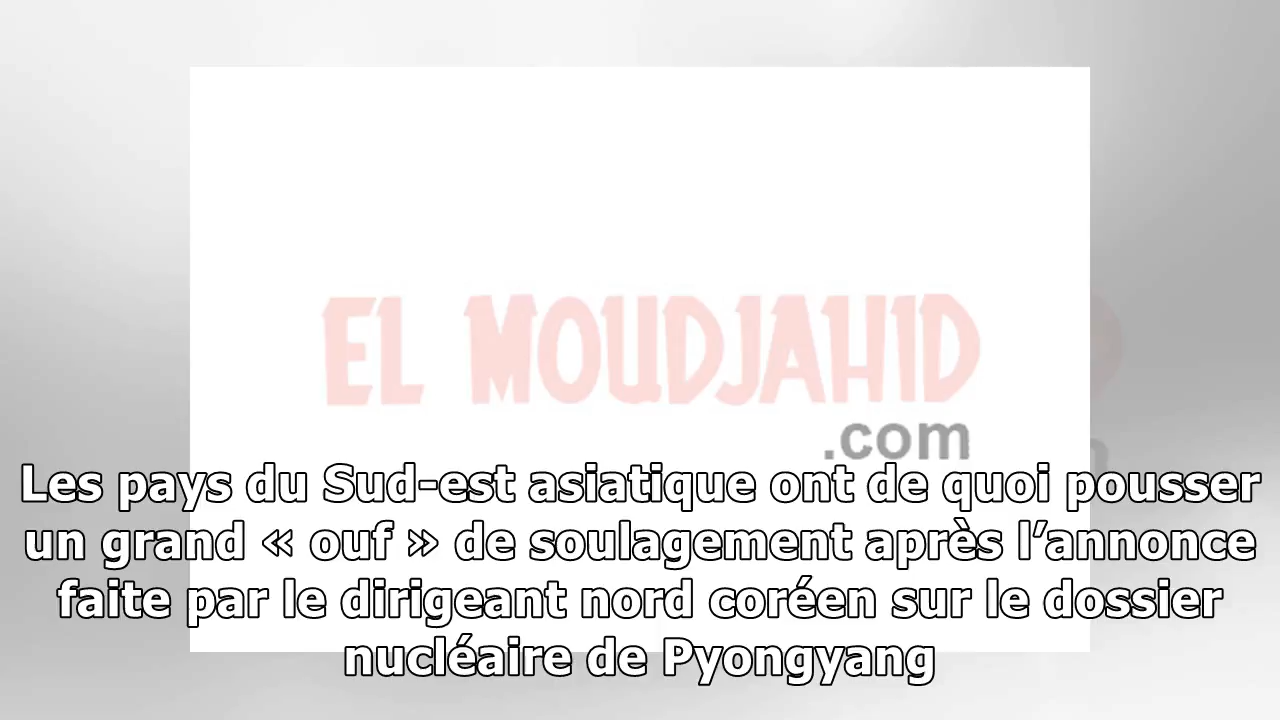 EL MOUDJAHID
.com
Les pays du Sud-est asiatique ont de quoi pousser
un grand « ouf » de soulagement après l’annonce
faite par le dirigeant nord coréen sur le dossier
nucléaire de Pyongyang